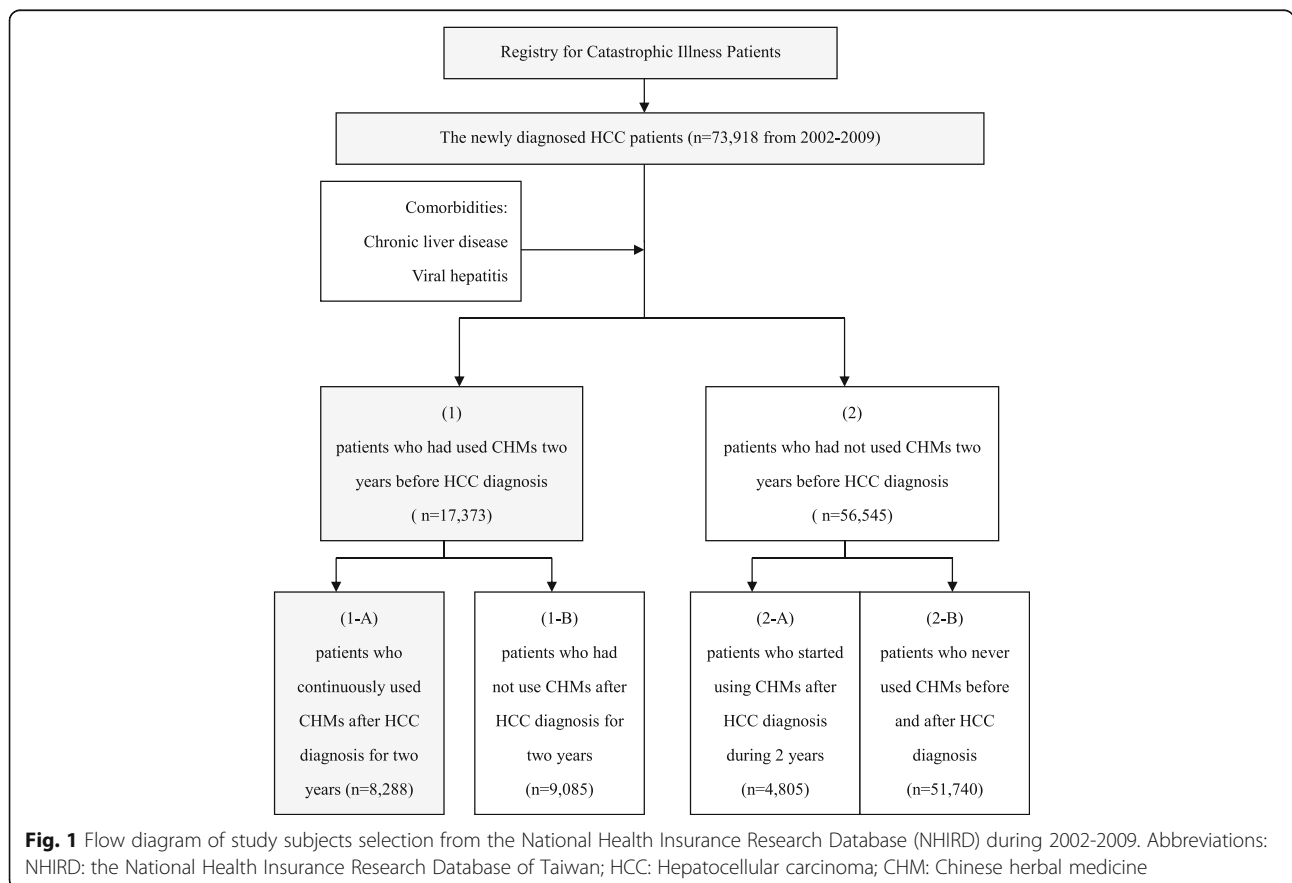 Registry for Catastrophic Illness Patients
The newly diagnosed HCC patients (n=73,918 from 2002-2009)
Comorbidities:
Chronic liver disease
Viral hepatitis
(1)
patients who had used CHMs two
years before HCC diagnosis
( n=17,373)
(2)
patients who had not used CHMs two
years before HCC diagnosis
( n=56,545)
(1-A)
patients who
continuously used
CHMs after HCC
diagnosis for two
years (n=8,288)
(1-B)
patients who had
not use CHMs after
HCC diagnosis for
two years
(n=9,085)
(2-A)
patients who started
using CHMs after
HCC diagnosis
during 2 years
(n=4,805)
(2-B)
patients who never
used CHMs before
and after HCC
diagnosis
(n=51,740)
Fig. 1 Flow diagram of study subjects selection from the National Health Insurance Research Database (NHIRD) during 2002-2009. Abbreviations:
NHIRD: the National Health Insurance Research Database of Taiwan; HCC: Hepatocellular carcinoma; CHM: Chinese herbal medicine